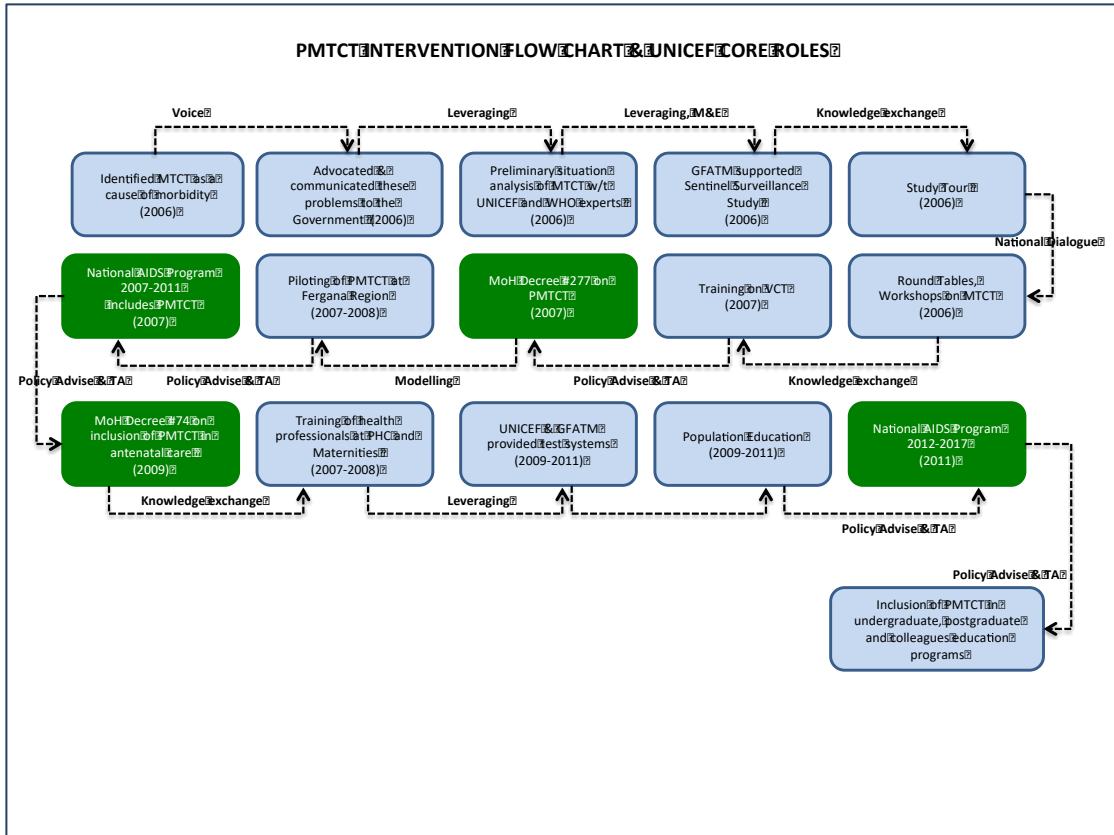 PMTCT INTERVENTION FLOW CHART & UNICEF CORE ROLES
Voice
Leveraging
Leveraging, M&E
Knowledge exchange
Identified MTCT as a
cause of morbidity
(2006)
Advocated &
communicated these
problems to the
Government (2006)
Preliminary situation
analysis of MTCT w/t
UNICEF and WHO experts
(2006)
GFATM supported
Sentinel Surveillance
Study
(2006)
Study Tour
(2006)
National Dialogue
National AIDS Program
2007-2011
includes PMTCT
(2007)
Piloting of PMTCT at
Fergana Region
(2007-2008)
MoH Decree #277 on
PMTCT
(2007)
Training on VCT
(2007)
Round Tables,
Workshops on MTCT
(2006)
Policy Advise & TA
Policy Advise & TA
Modelling
Policy Advise & TA
Knowledge exchange
MoH Decree #74 on
inclusion of PMTCT in
antenatal care
(2009)
Training of health
professionals at PHC and
Maternities
(2007-2008)
UNICEF & GFATM
provided test systems
(2009-2011)
Population Education
(2009-2011)
National AIDS Program
2012-2017
(2011)
Knowledge exchange
Leveraging
Policy Advise & TA
Policy Advise & TA
Inclusion of PMTCT in
undergraduate, postgraduate
and colleagues education
programs